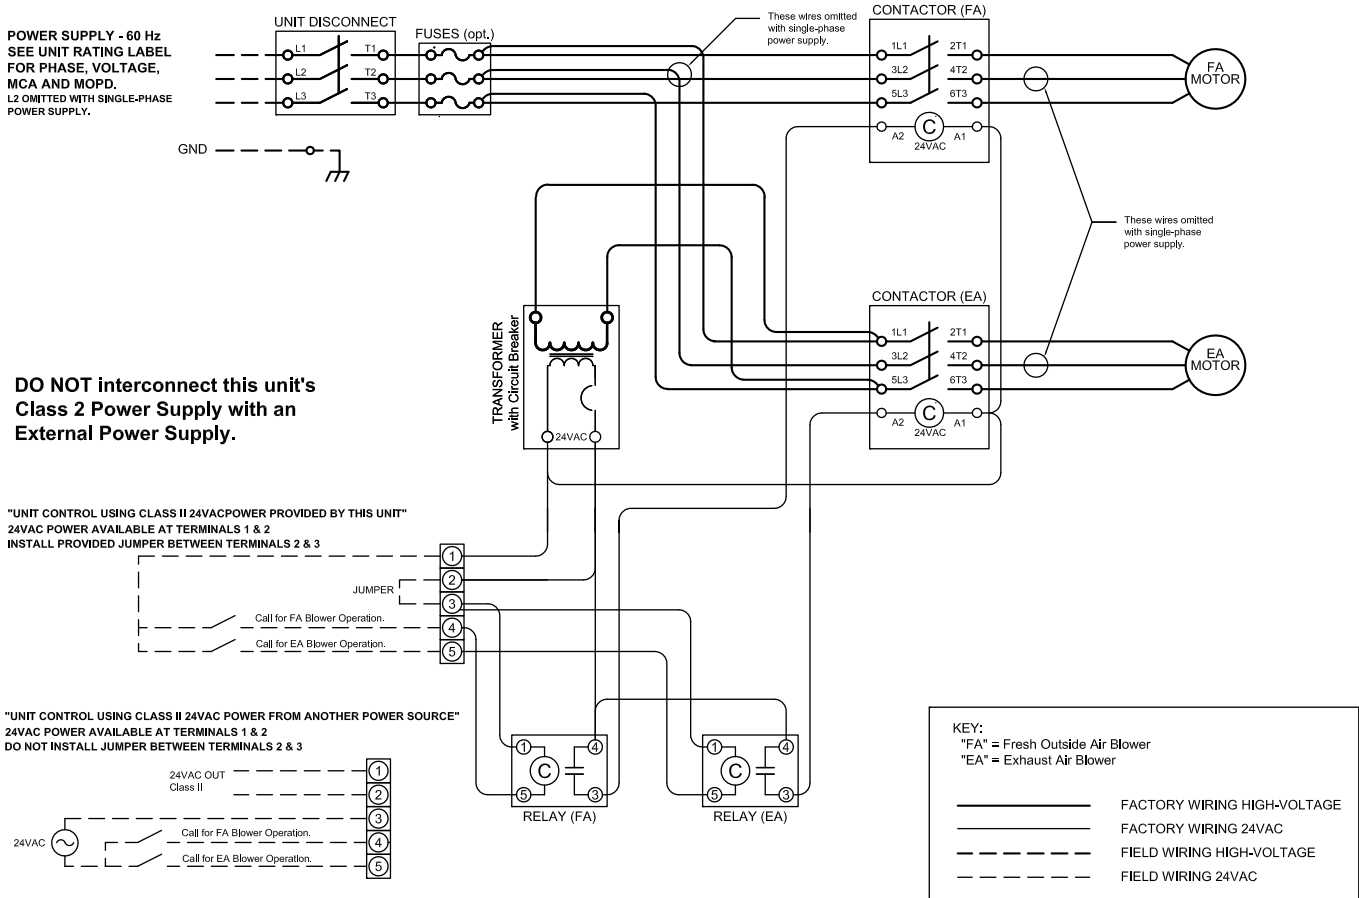 POWER SUPPLY - 60 Hz
SEE UNIT RATING LABEL
FOR PHASE, VOLTAGE,
MCA AND MOPD.
L2 OMITTED WITH SINGLE-PHASE
POWER SUPPLY.
GND
UNIT DISCONNECT
L1
T1
L2
T2
L3
T3
FUSES (opt.)
These wires omitted
with single-phase
power supply.
CONTACTOR (FA)
1L1
2T1
3L2
4T2
5L3
6T3
A2
C
A1
24VAC
FA
MOTOR
These wires omitted
with single-phase
power supply.
CONTACTOR (EA)
1L1
2T1
3L2
4T2
5L3
6T3
A2
C
A1
24VAC
EA
MOTOR
TRANSFORMER
with Circuit Breaker
24VAC
DO NOT interconnect this unit's
Class 2 Power Supply with an
External Power Supply.
"UNIT CONTROL USING CLASS II 24VACPOWER PROVIDED BY THIS UNIT"
24VAC POWER AVAILABLE AT TERMINALS 1 & 2
INSTALL PROVIDED JUMPER BETWEEN TERMINALS 2 & 3
JUMPER
Call for FA Blower Operation.
Call for EA Blower Operation.
1
2
3
4
5
"UNIT CONTROL USING CLASS II 24VAC POWER FROM ANOTHER POWER SOURCE"
24VAC POWER AVAILABLE AT TERMINALS 1 & 2
DO NOT INSTALL JUMPER BETWEEN TERMINALS 2 & 3
24VAC OUT
Class II
24VAC
Call for FA Blower Operation.
Call for EA Blower Operation.
1
2
3
4
5
1
4
C
5
3
RELAY (FA)
1
4
C
5
3
RELAY (EA)
KEY:
"FA" = Fresh Outside Air Blower
"EA" = Exhaust Air Blower
FACTORY WIRING HIGH-VOLTAGE
FACTORY WIRING 24VAC
FIELD WIRING HIGH-VOLTAGE
FIELD WIRING 24VAC